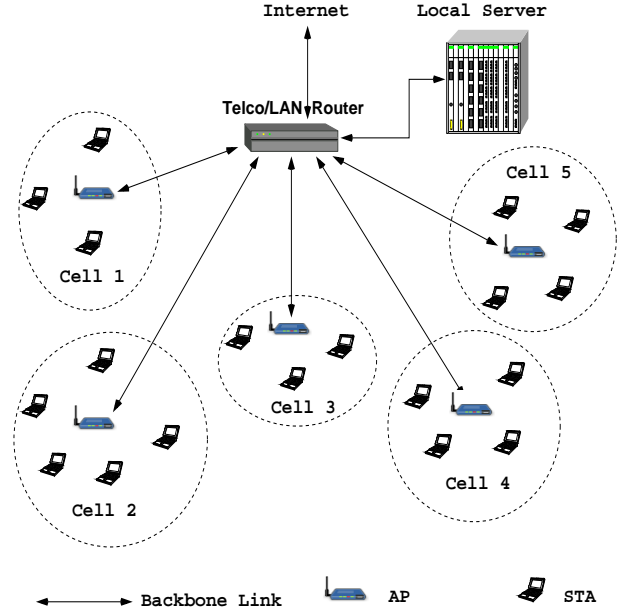 Internet
Local Server
Telco/LAN Router
Cell 5
Cell 1
Cell 3
Cell 4
Cell 2
Backbone Link
AP
STA